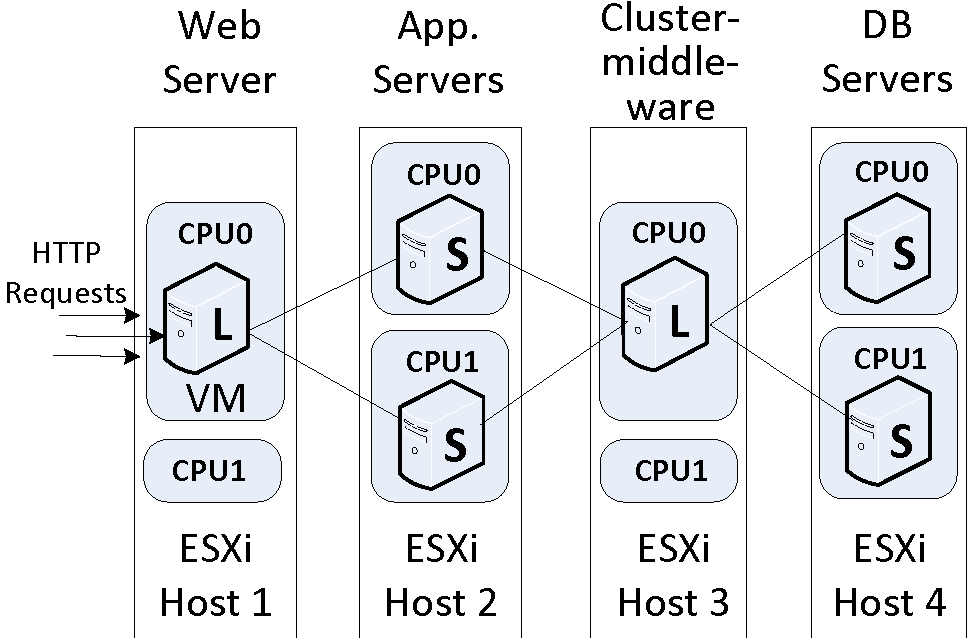 Web
Server
App.
Servers
Cluster-
middle-
ware
DB
Servers
HTTP
Requests
CPU0
L
VM
CPU1
ESXi
Host 1
CPU0
S
CPU1
S
ESXi
Host 2
CPU0
L
CPU1
ESXi
Host 3
CPU0
S
CPU1
S
ESXi
Host 4